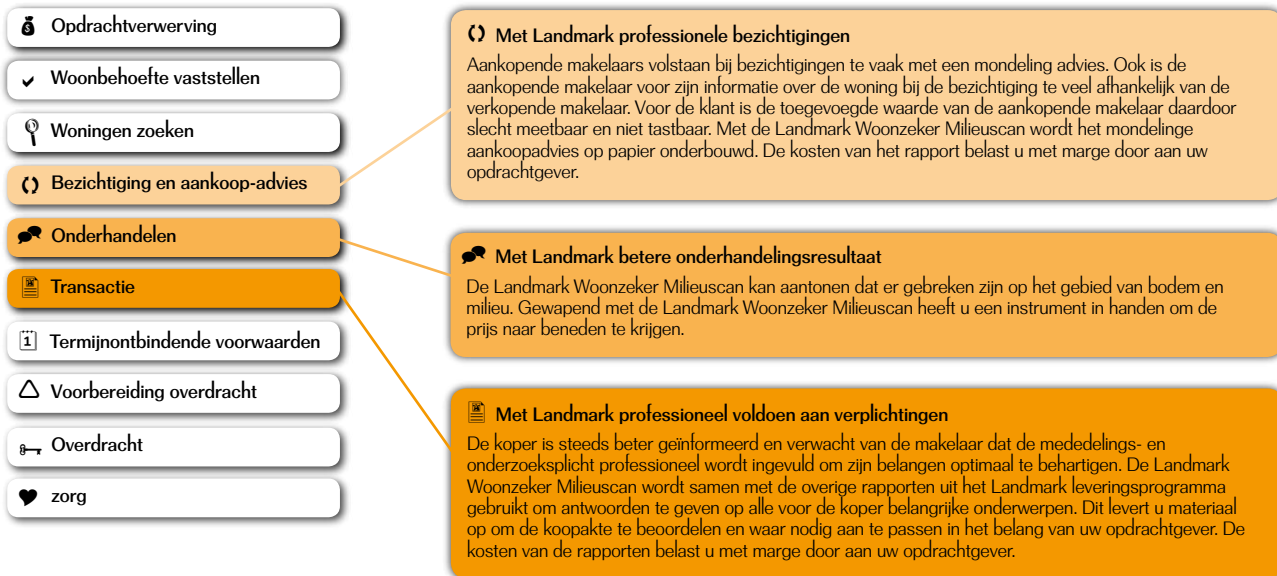 Opdrachtverwerving
Woonbehoefte vaststellen
Woningen zoeken
Bezichtiging en aankoop-advies
Onderhandelen
Transactie
1 Termijnontbindende voorwaarden
Voorbereiding overdracht
Overdracht
zorg
Met Landmark professionele bezichtigingen
Aankopende makelaars volstaan bij bezichtigingen te vaak met een mondeling advies. Ook is de
aankopende makelaar voor zijn informatie over de woning bij de bezichtiging te veel afhankelijk van de
verkopende makelaar. Voor de klant is de toegevoegde waarde van de aankopende makelaar daardoor
slecht meetbaar en niet tastbaar. Met de Landmark Woonzeker Milieuscan wordt het mondelinge
aankoopadvies op papier onderbouwd. De kosten van het rapport belast u met marge door aan uw
opdrachtgever.
Met Landmark betere onderhandelingsresultaat
De Landmark Woonzeker Milieuscan kan aantonen dat er gebreken zijn op het gebied van bodem en
milieu. Gewapend met de Landmark Woonzeker Milieuscan heeft u een instrument in handen om de
prijs naar beneden te krijgen.
Met Landmark professioneel voldoen aan verplichtingen
De koper is steeds beter geïnformeerd en verwacht van de makelaar dat de mededelings- en
onderzoeksplicht professioneel wordt ingevuld om zijn belangen optimaal te behartigen. De Landmark
Woonzeker Milieuscan wordt samen met de overige rapporten uit het Landmark leveringsprogramma
gebruikt om antwoorden te geven op alle voor de koper belangrijke onderwerpen. Dit levert u materiaal
op om de koopakte te beoordelen en waar nodig aan te passen in het belang van uw opdrachtgever. De
kosten van de rapporten belast u met marge door aan uw opdrachtgever.